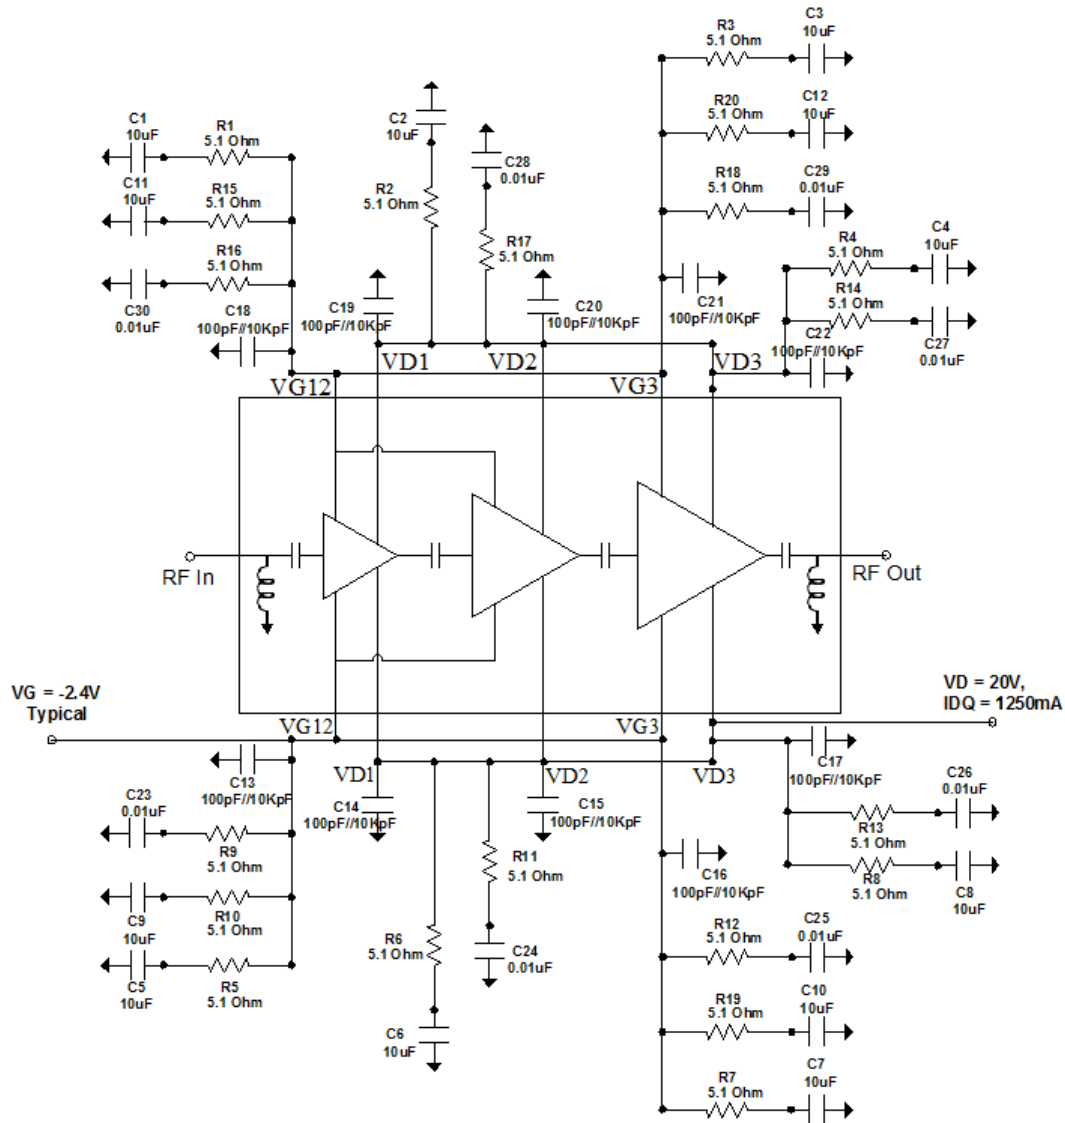 R3
5.1 Ohm
C3
10uF
R20
5.1 Ohm
C12
10uF
R18
5.1 Ohm
C29
0.01uF
C1
10uF
R1
5.1 Ohm
C11
10uF
R15
5.1 Ohm
R16
5.1 Ohm
C30
0.01uF
C18
100pF//10KpF
C2
10uF
C28
0.01uF
R2
5.1 Ohm
R17
5.1 Ohm
C19
100pF//10KpF
C20
100pF//10KpF
C21
100pF//10KpF
R4
5.1 Ohm
C4
10uF
R14
5.1 Ohm
C27
0.01uF
C22
100pF//10KpF
VD1
VD2
VD3
VG12
VG3
RF In
RF Out
VG = -2.4V
Typical
VD = 20V,
IDQ = 1250mA
VG12
VG3
VD1
VD2
VD3
C13
100pF//10KpF
C14
100pF//10KpF
C15
100pF//10KpF
C17
100pF//10KpF
C23
0.01uF
R9
5.1 Ohm
C9
10uF
R10
5.1 Ohm
C5
10uF
R5
5.1 Ohm
R11
5.1 Ohm
R6
5.1 Ohm
C24
0.01uF
C6
10uF
C16
100pF//10KpF
C26
0.01uF
R13
5.1 Ohm
R8
5.1 Ohm
C8
10uF
R12
5.1 Ohm
C25
0.01uF
R19
5.1 Ohm
C10
10uF
R7
5.1 Ohm
C7
10uF